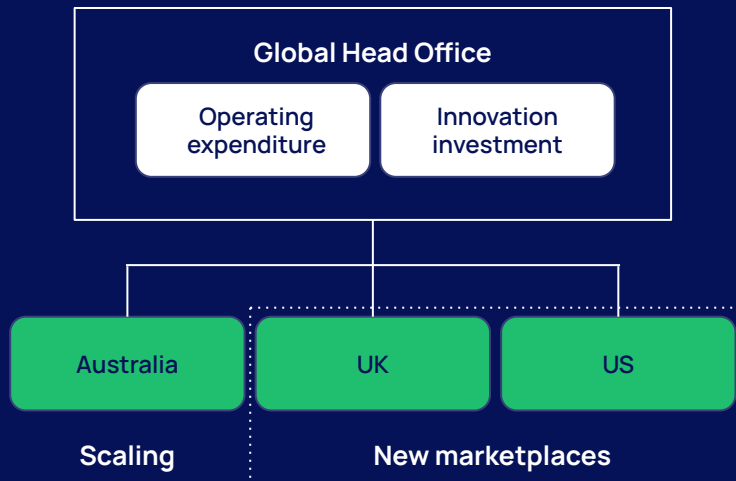 Global Head Office
Operating
expenditure
Innovation
investment
Australia
UK
US
Scaling
New marketplaces